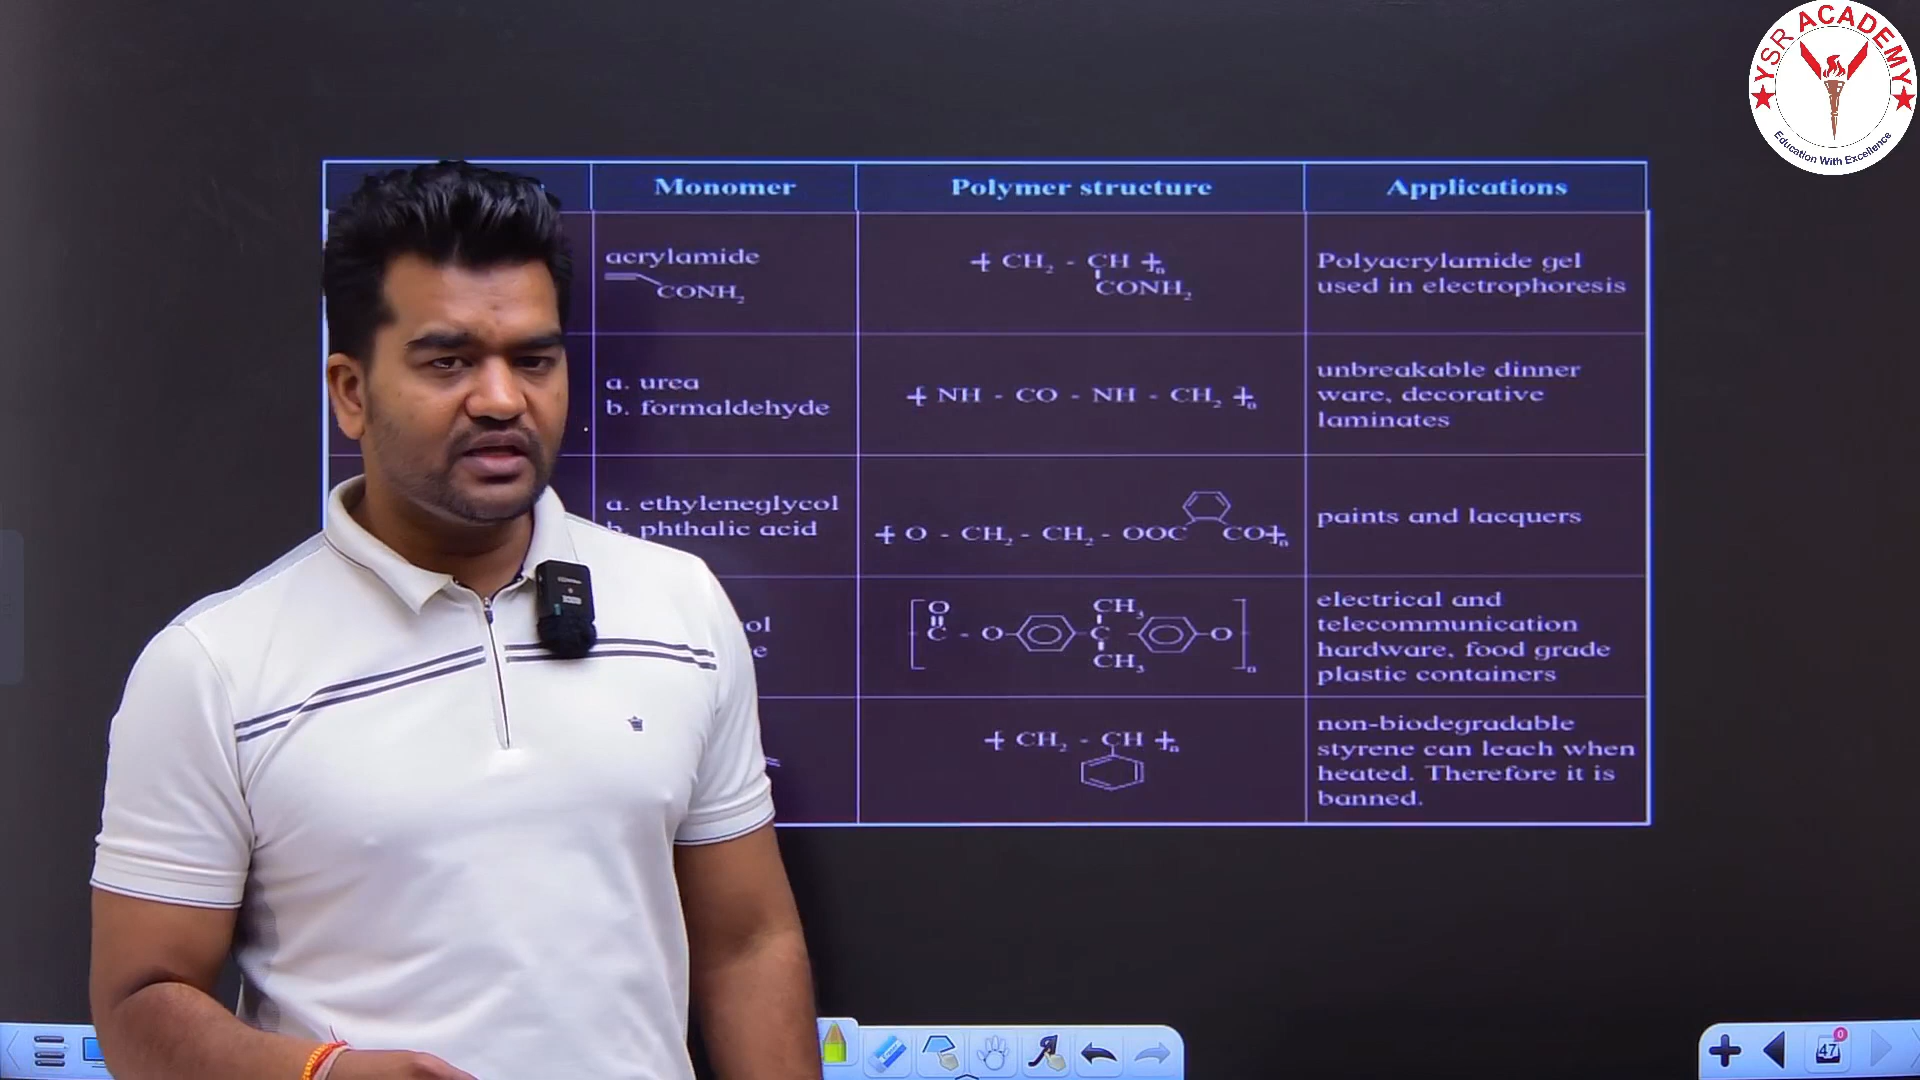 YSR ACADEMY
Education With Excellence
Monomer
Polymer structure
Applications
acrylamide
CONH₂
+ CH₂ - CH +ₙ
CONH₂
Polyacrylamide gel
used in electrophoresis
a. urea
b. formaldehyde
+ NH - CO - NH - CH₂ +ₙ
unbreakable dinner
ware, decorative
laminates
a. ethyleneglycol
b. phthalic acid
+ O - CH₂ - CH₂ - OOC CO+ₙ
paints and lacquers
ol
e
O
CH₃
C - O C O
CH₃
n
electrical and
telecommunication
hardware, food grade
plastic containers
+ CH₂ - CH +ₙ
non-biodegradable
styrene can leach when
heated. Therefore it is
banned.
47
0